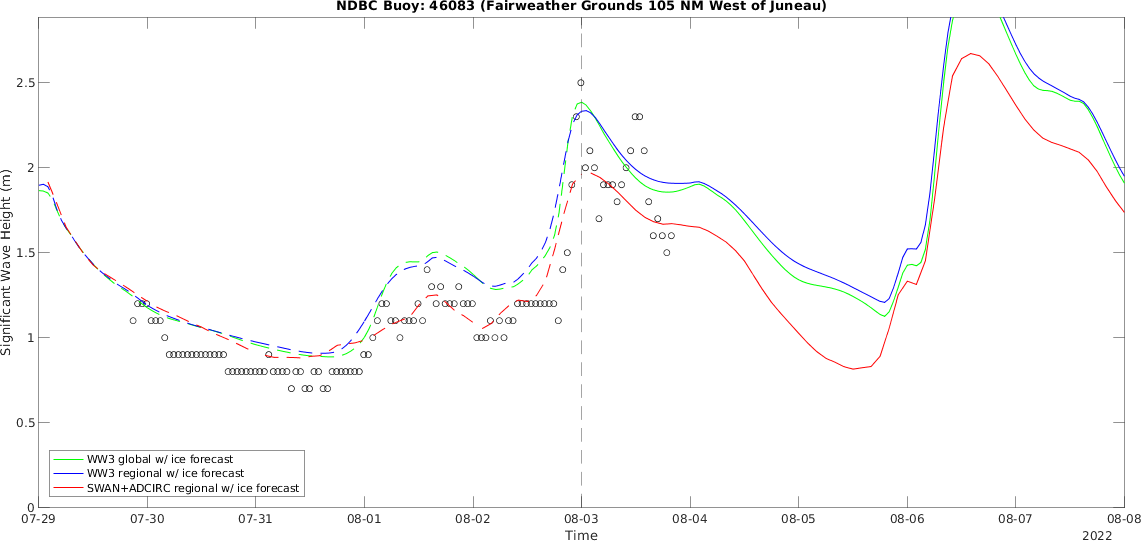 NDBC Buoy: 46083 (Fairweather Grounds 105 NM West of Juneau)
Significant Wave Height (m)
2.5
2
1.5
1
0.5
0
WW3 global w/ ice forecast
WW3 regional w/ ice forecast
SWAN+ADCIRC regional w/ ice forecast
07-29 07-30 07-31 08-01 08-02 08-03 08-04 08-05 08-06 08-07 08-08
Time
2022